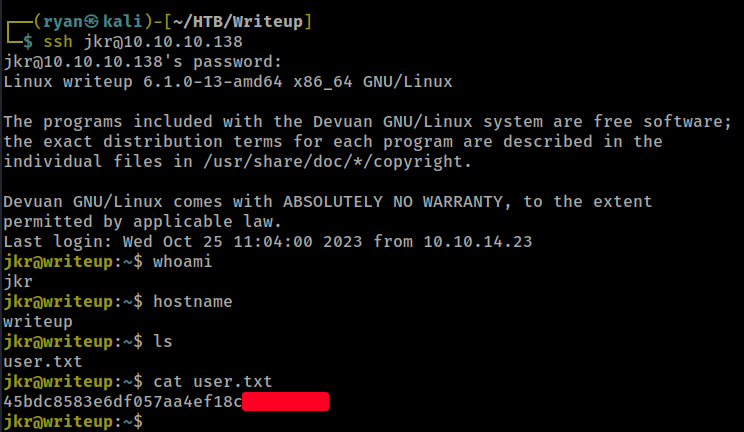 ┌──(ryan㉿kali)-[~/HTB/Writeup]
└─$ ssh jkr@10.10.10.138
jkr@10.10.10.138's password:
Linux writeup 6.1.0-13-amd64 x86_64 GNU/Linux
The programs included with the Devuan GNU/Linux system are free software;
the exact distribution terms for each program are described in the
individual files in /usr/share/doc/*/copyright.
Devuan GNU/Linux comes with ABSOLUTELY NO WARRANTY, to the extent
permitted by applicable law.
Last login: Wed Oct 25 11:04:00 2023 from 10.10.14.23
jkr@writeup:~$ whoami
jkr
jkr@writeup:~$ hostname
writeup
jkr@writeup:~$ ls
user.txt
jkr@writeup:~$ cat user.txt
45bdc8583e6df057aa4ef18c
jkr@writeup:~$